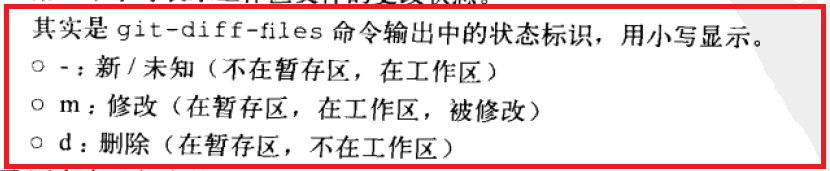 其实是 git-diff-files 命令输出中的状态标识，用小写显示。
○ -：新 / 未知（不在暂存区，在工作区）
○ m：修改（在暂存区，在工作区，被修改）
○ d：删除（在暂存区，不在工作区）